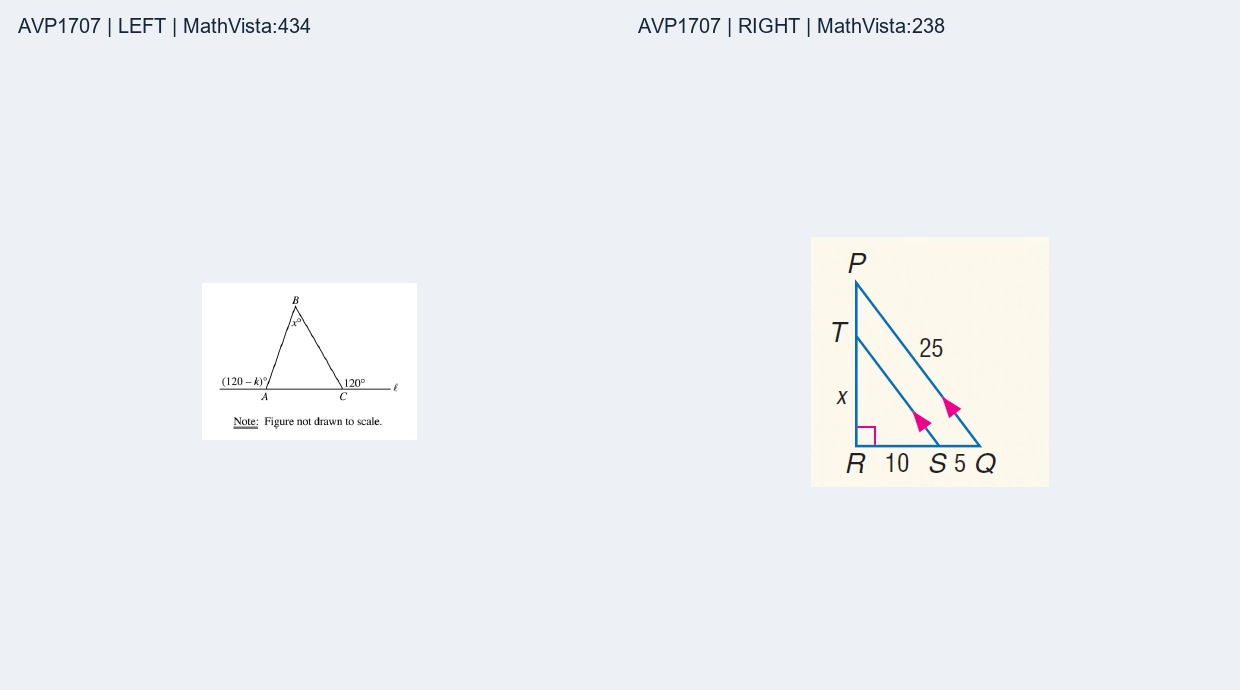 AVP1707 | LEFT | MathVista:434
B
x°
(120 – k)°
120°
ℓ
A
C
Note: Figure not drawn to scale.
AVP1707 | RIGHT | MathVista:238
P
T
25
x
R 10 S 5 Q